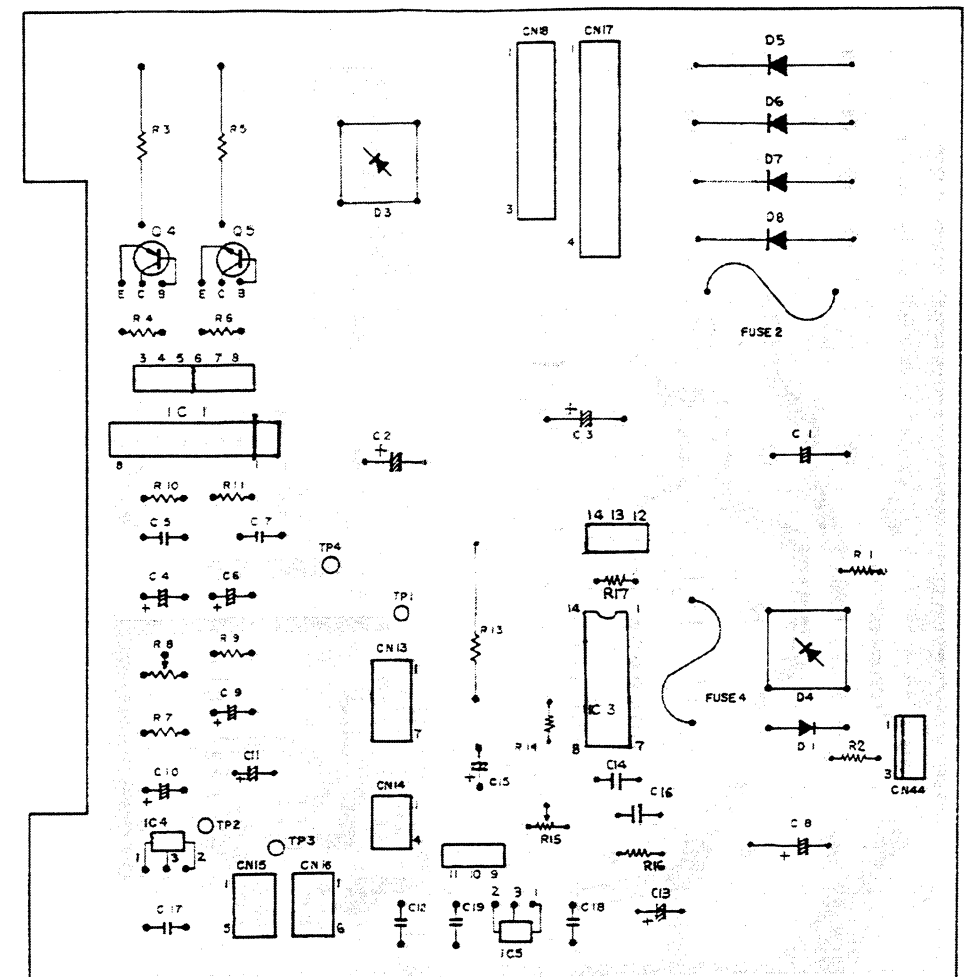 CN18 CN17
1 1
D5
D6
R3 R5
D7
D3
3
D8
4
Q4 Q5
E C B E C B
R4 R6
FUSE 2
3 4 5 6 7 8
IC 1
C2
C3
C1
8 1
R10 R11
C5 C7
14 13 12
TP4
R1
C4 C6
R17
TP1
14 1
R8 R9
R13
CN13
1
C9
IC3
FUSE4
D4
R7
7
R14
8 7
D1
R2
1
3
CN44
C11
C10
CN14
1
4
C15
C14
C16
IC4
TP2
R15
C8
1 3 2
TP3
R16
CN15 CN16
1 1
11 10 9
2 3 1
C13
C17
5 6
C12 C19 C18
IC5